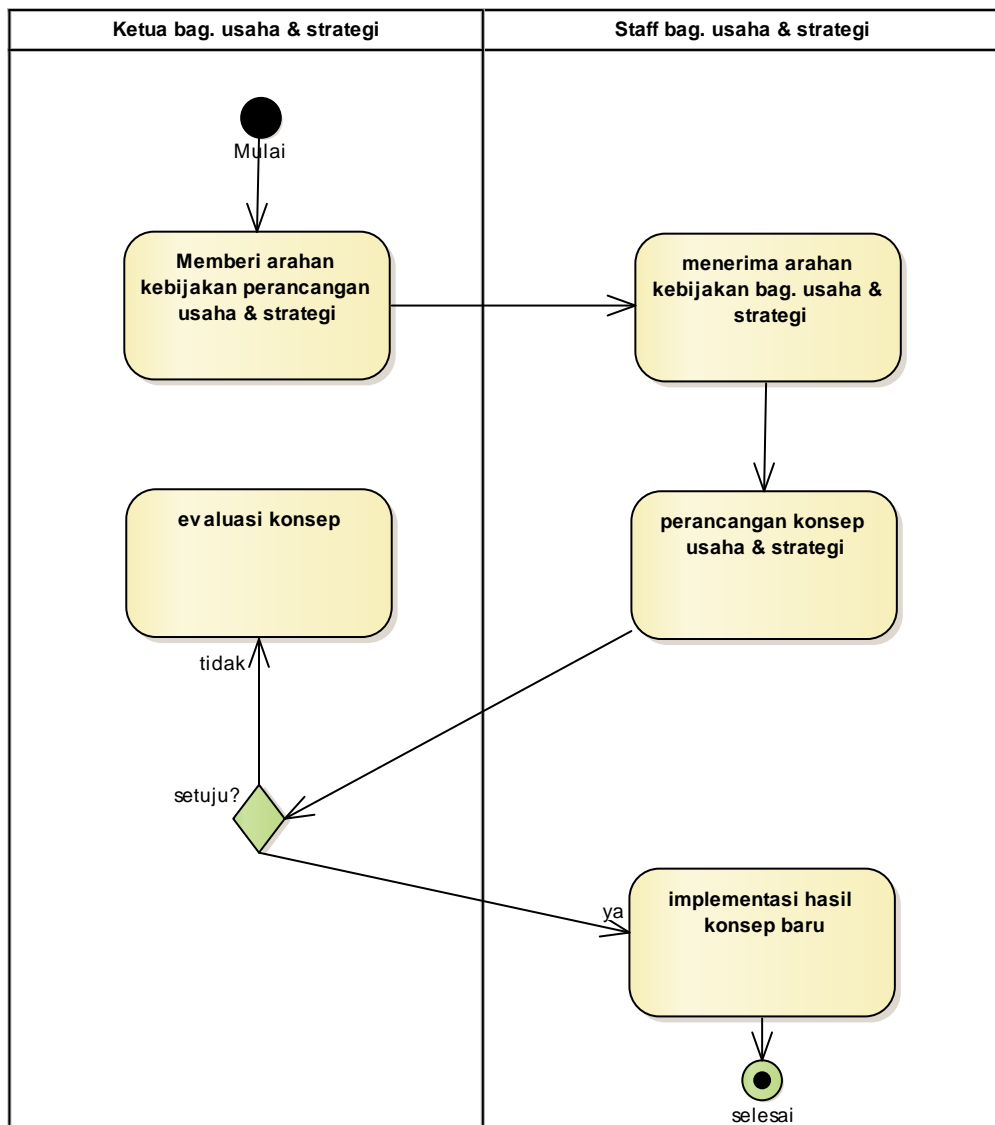 Ketua bag. usaha & strategi
Staff bag. usaha & strategi
Mulai
Memberi arahan
kebijakan perancangan
usaha & strategi
menerima arahan
kebijakan bag. usaha &
strategi
evaluasi konsep
perancangan konsep
usaha & strategi
tidak
setuju?
ya
implementasi hasil
konsep baru
selesai